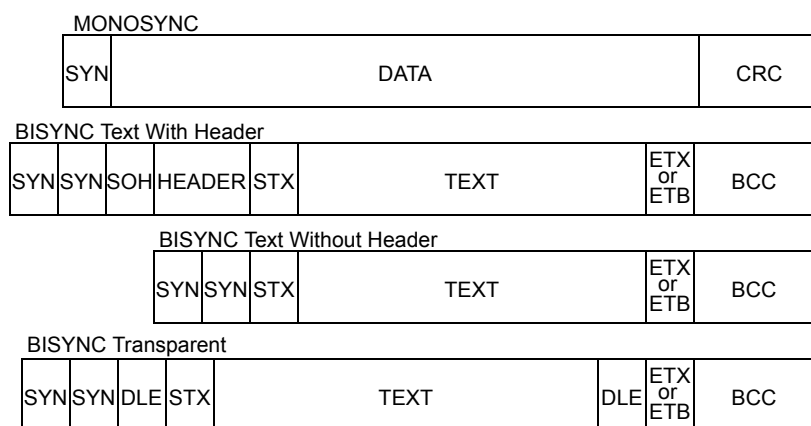 MONOSYNC
SYN DATA CRC
BISYNC Text With Header
SYN SYN SOH HEADER STX TEXT ETX or ETB BCC
BISYNC Text Without Header
SYN SYN STX TEXT ETX or ETB BCC
BISYNC Transparent
SYN SYN DLE STX TEXT DLE ETX or ETB BCC